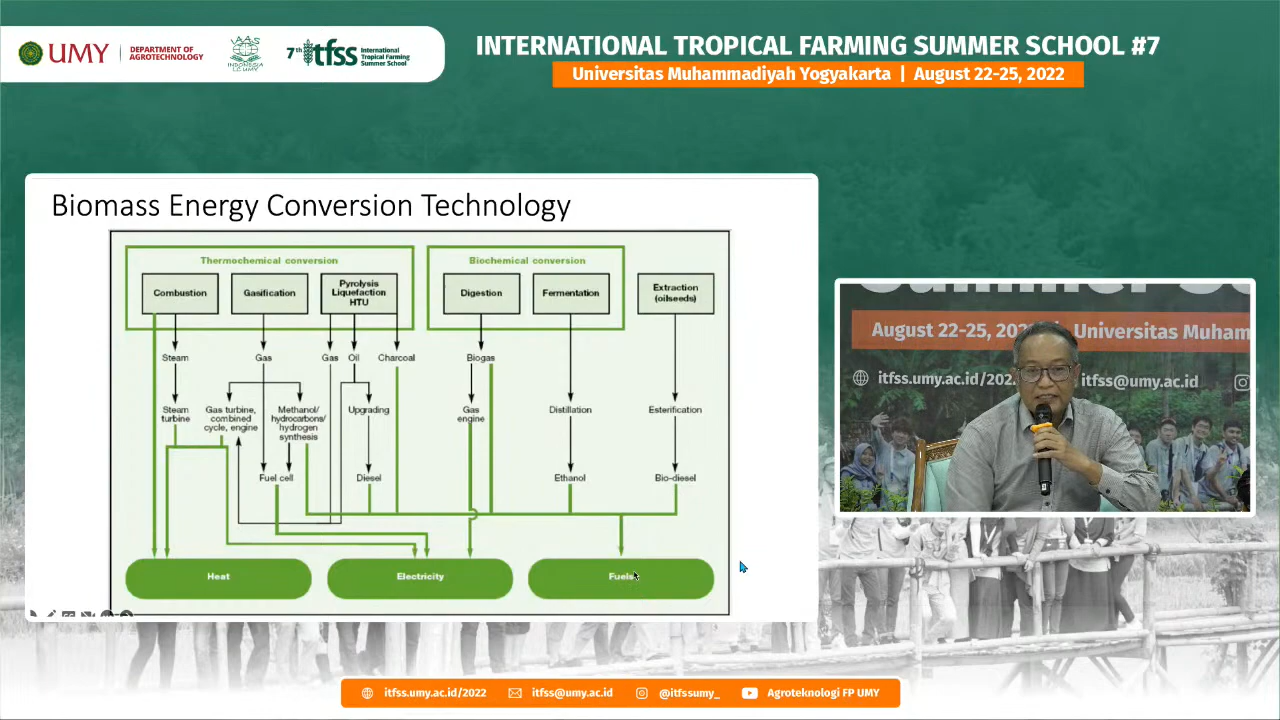 UMY
DEPARTMENT OF
AGROTECHNOLOGY
IAAS
INDONESIA
LC UMY
7th itfss
International
Tropical Farming
Summer School
INTERNATIONAL TROPICAL FARMING SUMMER SCHOOL #7
Universitas Muhammadiyah Yogyakarta | August 22-25, 2022
Biomass Energy Conversion Technology
Thermochemical conversion
Biochemical conversion
Combustion
Gasification
Pyrolysis
Liquefaction
HTU
Digestion
Fermentation
Extraction
(oilseeds)
Steam
Gas
Gas
Oil
Charcoal
Biogas
Steam
turbine
Gas turbine,
combined
cycle, engine
Methanol/
hydrocarbons/
hydrogen
synthesis
Upgrading
Gas
engine
Distillation
Esterification
Fuel cell
Diesel
Ethanol
Bio-diesel
Heat
Electricity
Fuels
August 22-25, 20
Universitas Muham
itfss.umy.ac.id/202
itfss@umy.ac.id
itfss.umy.ac.id/2022
itfss@umy.ac.id
@itfssumy_
Agroteknologi FP UMY